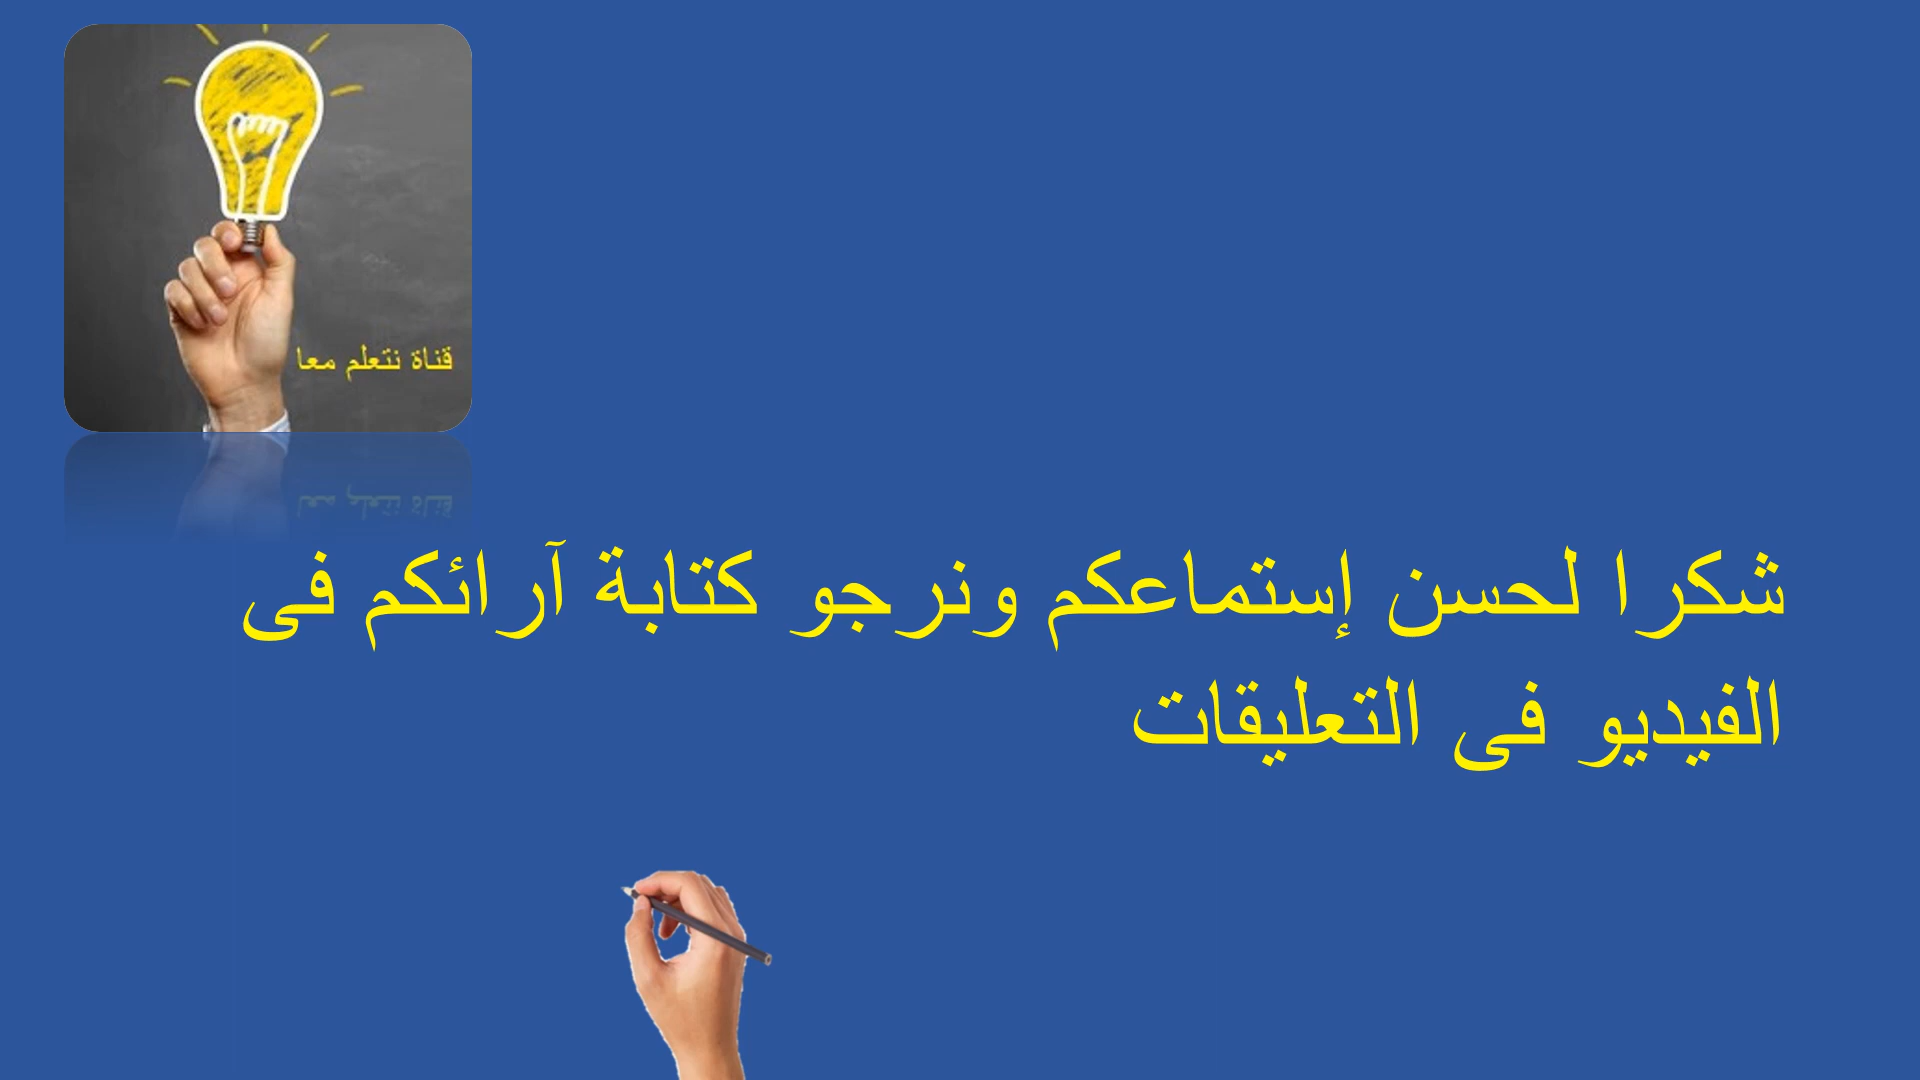 قناة نتعلم معا
شكرا لحسن إستماعكم ونرجو كتابة آرائكم فى
الفيديو فى التعليقات